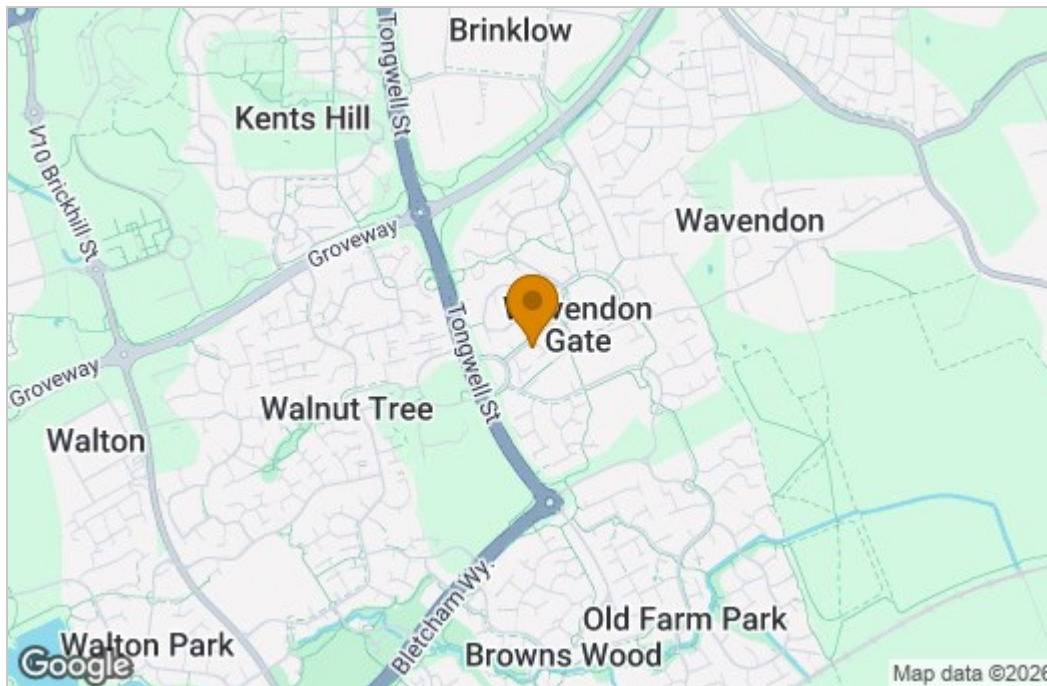 Brinklow
Tongwell St
Kents Hill
V10 Brickhill St
Wavendon
Groveway
Wavendon
Gate
Tongwell St
Groveway
Walnut Tree
Walton
Bletcham Wy.
Old Farm Park
Walton Park
Browns Wood
Google
Map data ©2026